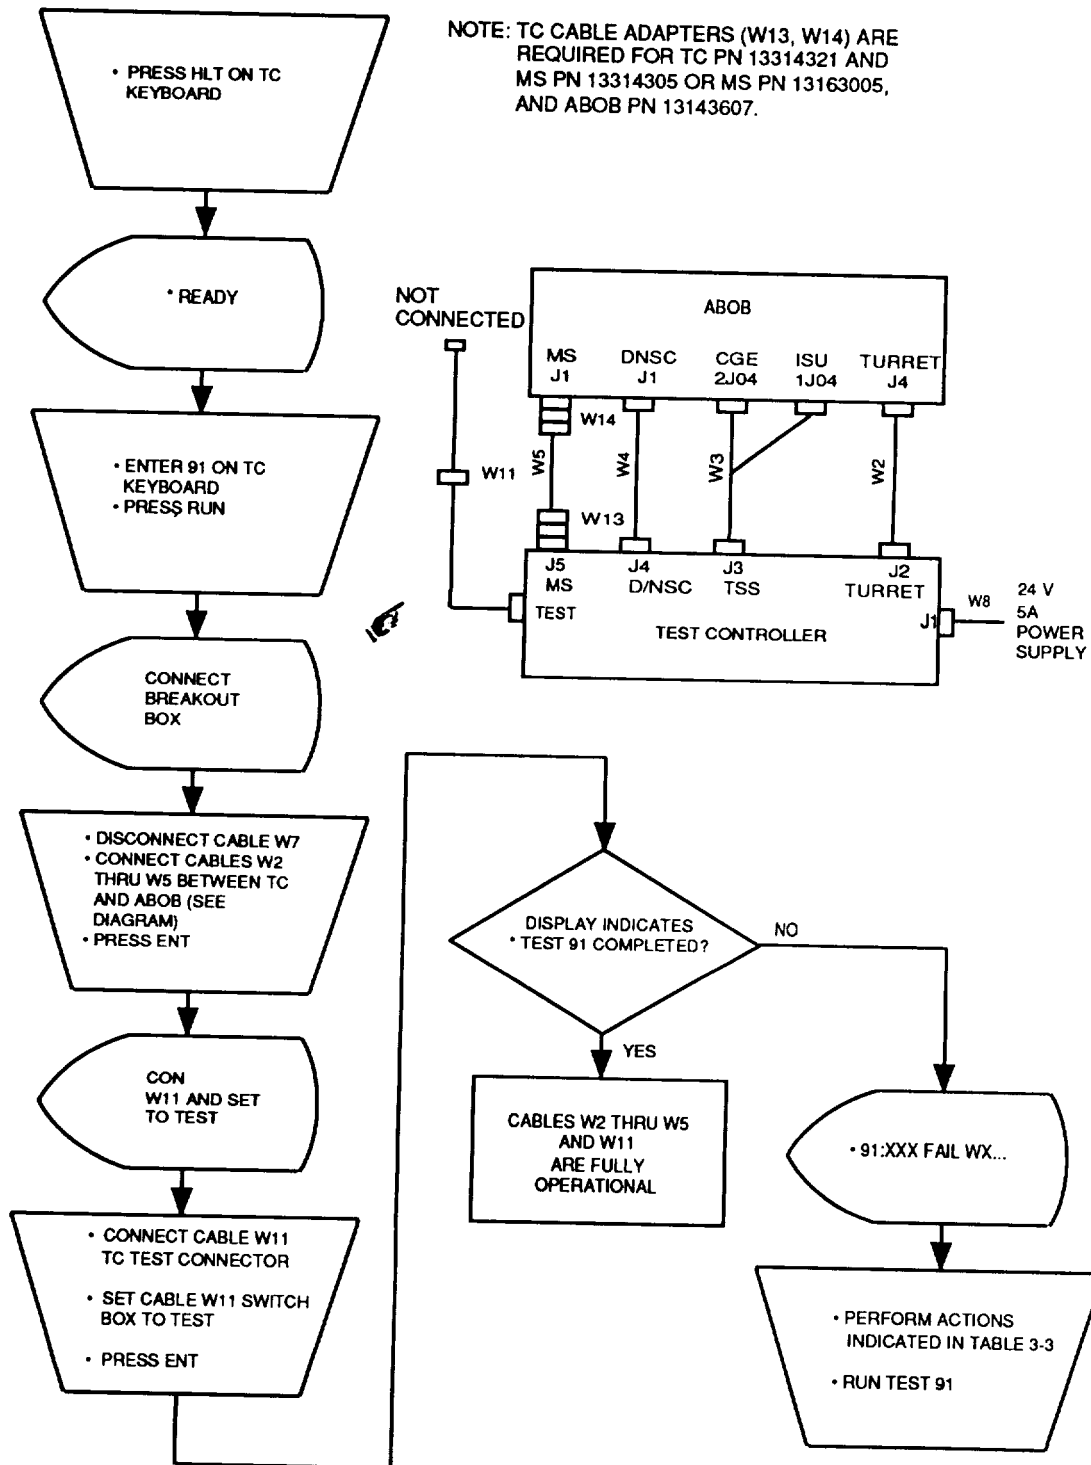 NOTE: TC CABLE ADAPTERS (W13, W14) ARE
REQUIRED FOR TC PN 13314321 AND
MS PN 13314305 OR MS PN 13163005,
AND ABOB PN 13143607.
• PRESS HLT ON TC
KEYBOARD
* READY
• ENTER 91 ON TC
KEYBOARD
• PRESS RUN
CONNECT
BREAKOUT
BOX
• DISCONNECT CABLE W7
• CONNECT CABLES W2
THRU W5 BETWEEN TC
AND ABOB (SEE
DIAGRAM)
• PRESS ENT
CON
W11 AND SET
TO TEST
• CONNECT CABLE W11
TC TEST CONNECTOR
• SET CABLE W11 SWITCH
BOX TO TEST
• PRESS ENT
NOT
CONNECTED
ABOB
MS DNSC CGE ISU TURRET
J1 J1 2J04 1J04 J4
W14
W11
W5 W4 W3 W2
W13
J5 J4 J3 J2
MS D/NSC TSS TURRET
TEST
TEST CONTROLLER
J1
W8
24 V
5A
POWER
SUPPLY
DISPLAY INDICATES
* TEST 91 COMPLETED?
NO
YES
CABLES W2 THRU W5
AND W11
ARE FULLY
OPERATIONAL
• 91:XXX FAIL WX...
• PERFORM ACTIONS
INDICATED IN TABLE 3-3
• RUN TEST 91